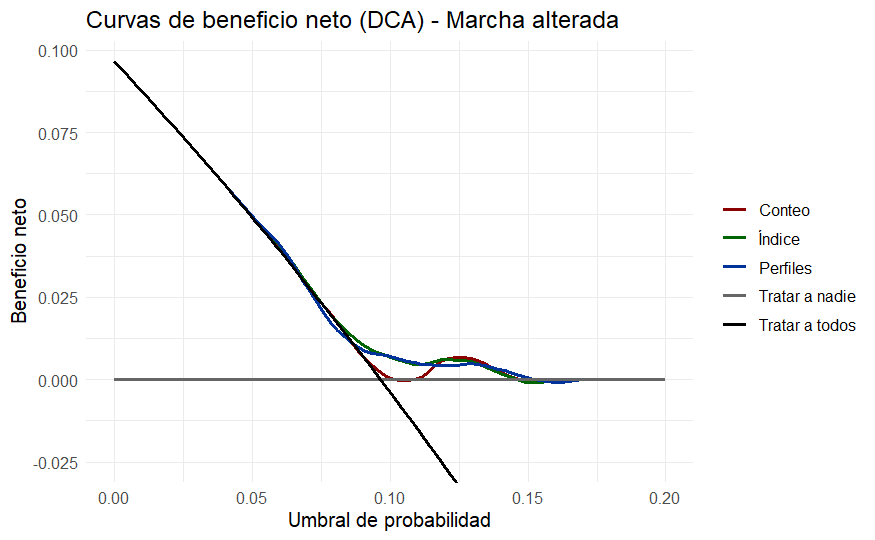 Curvas de beneficio neto (DCA) - Marcha alterada
Beneficio neto
0.100
0.075
0.050
0.025
0.000
-0.025
0.00
0.05
0.10
0.15
0.20
Umbral de probabilidad
Conteo
Índice
Perfiles
Tratar a nadie
Tratar a todos